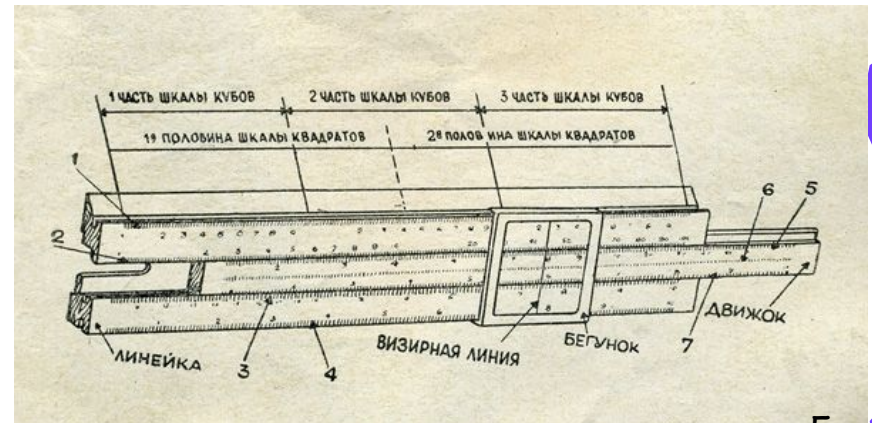 1 ЧАСТЬ ШКАЛЫ КУБОВ 2 ЧАСТЬ ШКАЛЫ КУБОВ 3 ЧАСТЬ ШКАЛЫ КУБОВ
1я ПОЛОВИНА ШКАЛЫ КВАДРАТОВ 2я ПОЛОВИНА ШКАЛЫ КВАДРАТОВ
1
6 5
2
ДВИЖОК
ЛИНЕЙКА 3 4 ВИЗИРНАЯ ЛИНИЯ БЕГУНОК 7